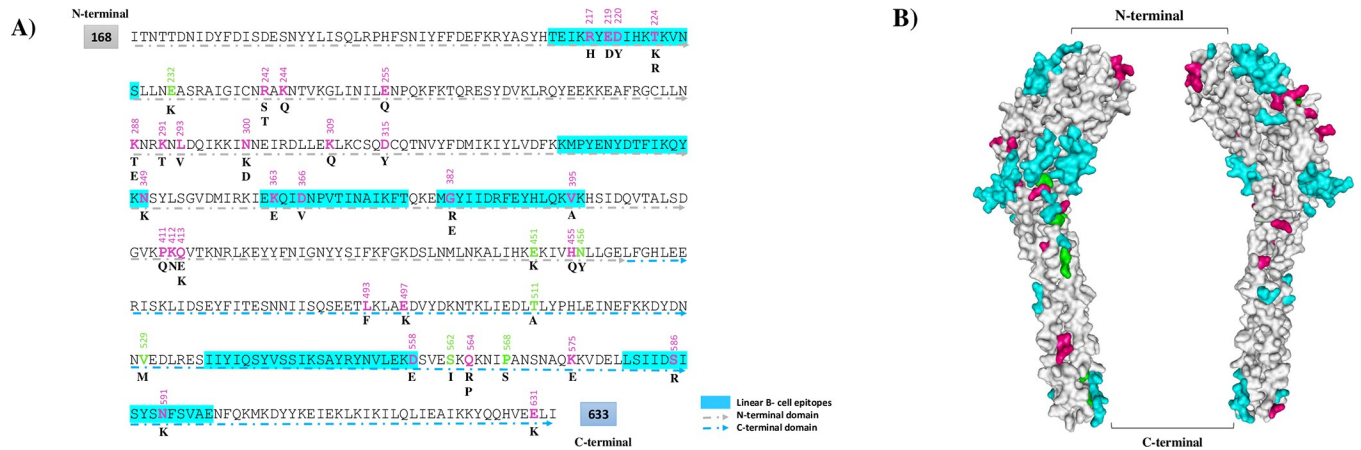 A)
N-terminal
B)
N-terminal
217 219 220 224
168 ITNTTDNIDYFDISDESNYYLISQLRPHFSNIYFFDEFKRYASYHTEIKRYEDIHKTKVN
H DY K
R
232 242 244 255
SLLNEASRAIGICNRAKNTVKGLINILENPQKFKTQRESYDVKLRQYEEKKEAFRGCLLN
K S Q Q
T
288 291 293 300 309 315
KNRKNLDQIKKINNEIRDLLEKLKCSQDCQTNVYFDMIKIYLVDFKKMPYENYDTFIKQY
T T V K Q Y
E D
349 363 366 382 395
KNSYLSGVDMIRKIEKQIDNPVTINAIKFTQKEMGYIIDRFEYHLQKVKHSIDQVTALSD
K E V R A
E
411 412 413 451 455 456
GVKPKQVTKNRLKEYYFNIGNYYSIFKFGKDSLNMLNKALIHKEKIVHNLLGELFGHLEE
QNE K QY
K
493 497 511
RISKLIDSEYFITESNNIISQSEETLKLAEDVYDKNTKLIEDLTLYPHLEINEFKKDYDN
F K A
529 558 562 564 568 575 586
NVEDLRESIIYIQSYVSSIKSAYRYNVLEKDSVESIQKNIPANSNAQKKVDELLSIIDSI
M E I R S E R
P
591 631
SYSNFSVAENFQKMKDYYKEIEKLKIKILQLIEAIKKYQQHVEELI 633
K K
C-terminal
Linear B- cell epitopes
N-terminal domain
C-terminal domain
C-terminal